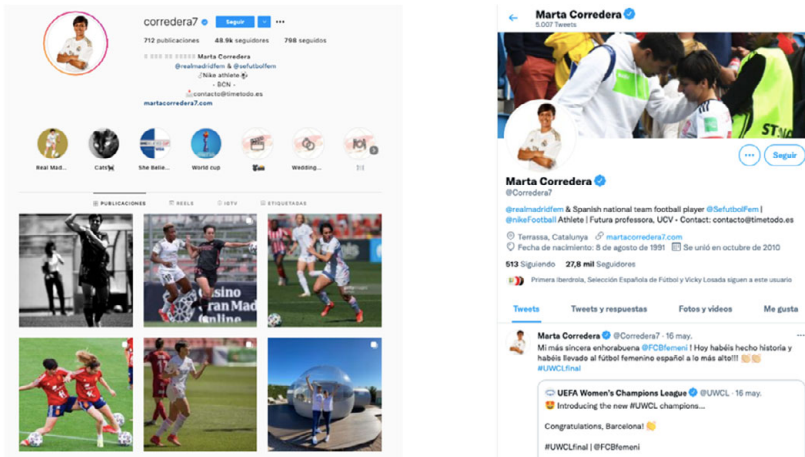 corredera7
Seguir
712 publicaciones 48.9k seguidores 798 seguidos
Marta Corredera
@realmadridfem & @sefutbolfem
Nike athlete
- BCN -
contacto@timetodo.es
martacorredera7.com
Real Mad...
Cats
She Belie...
World cup
Wedding...
PUBLICACIONES
REELS
IGTV
ETIQUETADAS
Marta Corredera
5.007 Tweets
Seguir
Marta Corredera
@Corredera7
@realmadridfem & Spanish national team football player @SefutbolFem |
@nikeFootball Athlete | Futura professora, UCV • Contact: contacto@timetodo.es
Terrassa, Catalunya martacorredera7.com
Fecha de nacimiento: 8 de agosto de 1991 Se unió en octubre de 2010
513 Siguiendo 27,8 mil Seguidores
Primera Iberdrola, Selección Española de Fútbol y Vicky Losada siguen a este usuario
Tweets
Tweets y respuestas
Fotos y vídeos
Me gusta
Marta Corredera @Corredera7 · 16 may.
Mi más sincera enhorabuena @FCBfemeni ! Hoy habéis hecho historia y
habéis llevado al fútbol femenino español a lo más alto!!! 👏👏
#UWCLfinal
UEFA Women's Champions League @UWCL · 16 may.
🤩 Introducing the new #UWCL champions...
Congratulations, Barcelona! 👏
#UWCLfinal | @FCBfemeni